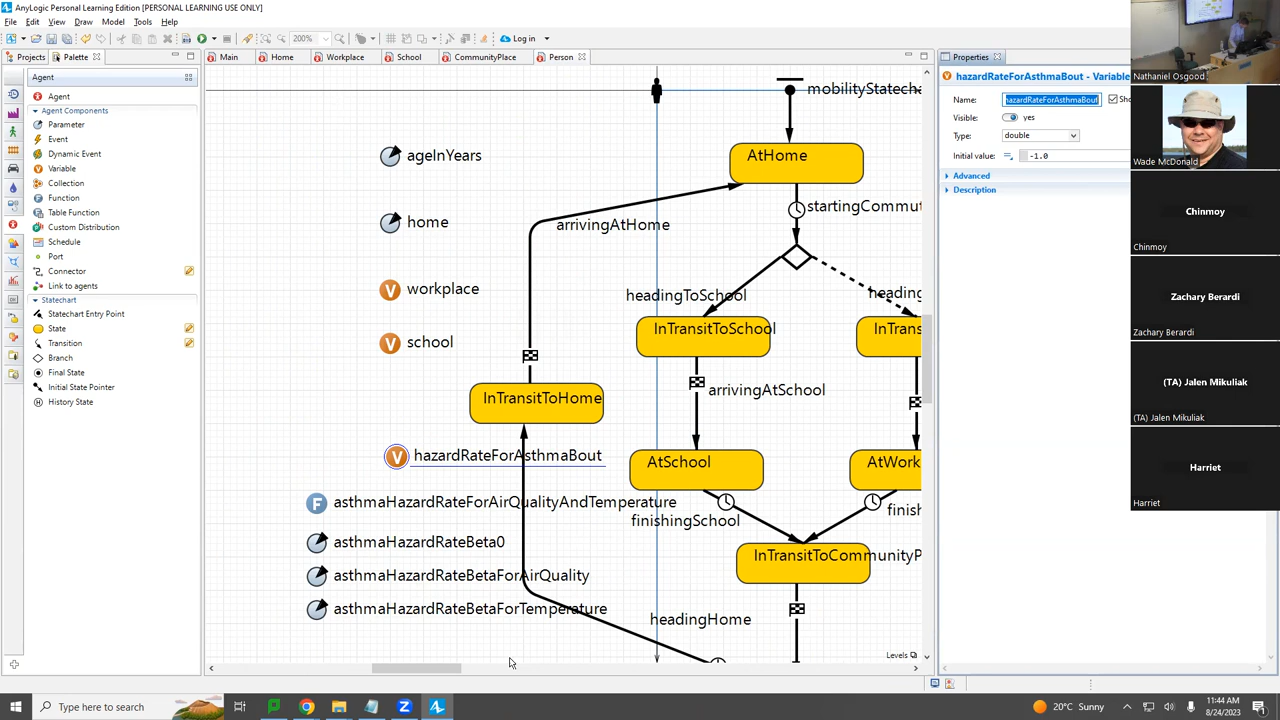 AnyLogic Personal Learning Edition [PERSONAL LEARNING USE ONLY]
File Edit View Draw Model Tools Help
200%
Log in
Projects Palette
Main Home Workplace School CommunityPlace Person
Properties
Agent
Agent
Agent Components
Parameter
Event
Dynamic Event
Variable
Collection
Function
Table Function
Custom Distribution
Schedule
Port
Connector
Link to agents
Statechart
Statechart Entry Point
State
Transition
Branch
Final State
Initial State Pointer
History State
mobilityStatecha
AtHome
ageInYears
startingCommut
arrivingAtHome
home
workplace
headingToSchool
heading
InTransitToSchool
InTrans
school
arrivingAtSchool
InTransitToHome
hazardRateForAsthmaBout
AtSchool
AtWork
asthmaHazardRateForAirQualityAndTemperature
finishingSchool
finish
asthmaHazardRateBeta0
InTransitToCommunityP
asthmaHazardRateBetaForAirQuality
asthmaHazardRateBetaForTemperature
headingHome
Levels
hazardRateForAsthmaBout - Variable
Name: hazardRateForAsthmaBout Sho
Visible: yes
Type: double
Initial value: -1.0
Advanced
Description
Nathaniel Osgood
Wade McDonald
Chinmoy
Chinmoy
Zachary Berardi
Zachary Berardi
(TA) Jalen Mikuliak
(TA) Jalen Mikuliak
Harriet
Harriet
Type here to search
20°C Sunny
11:44 AM
8/24/2023